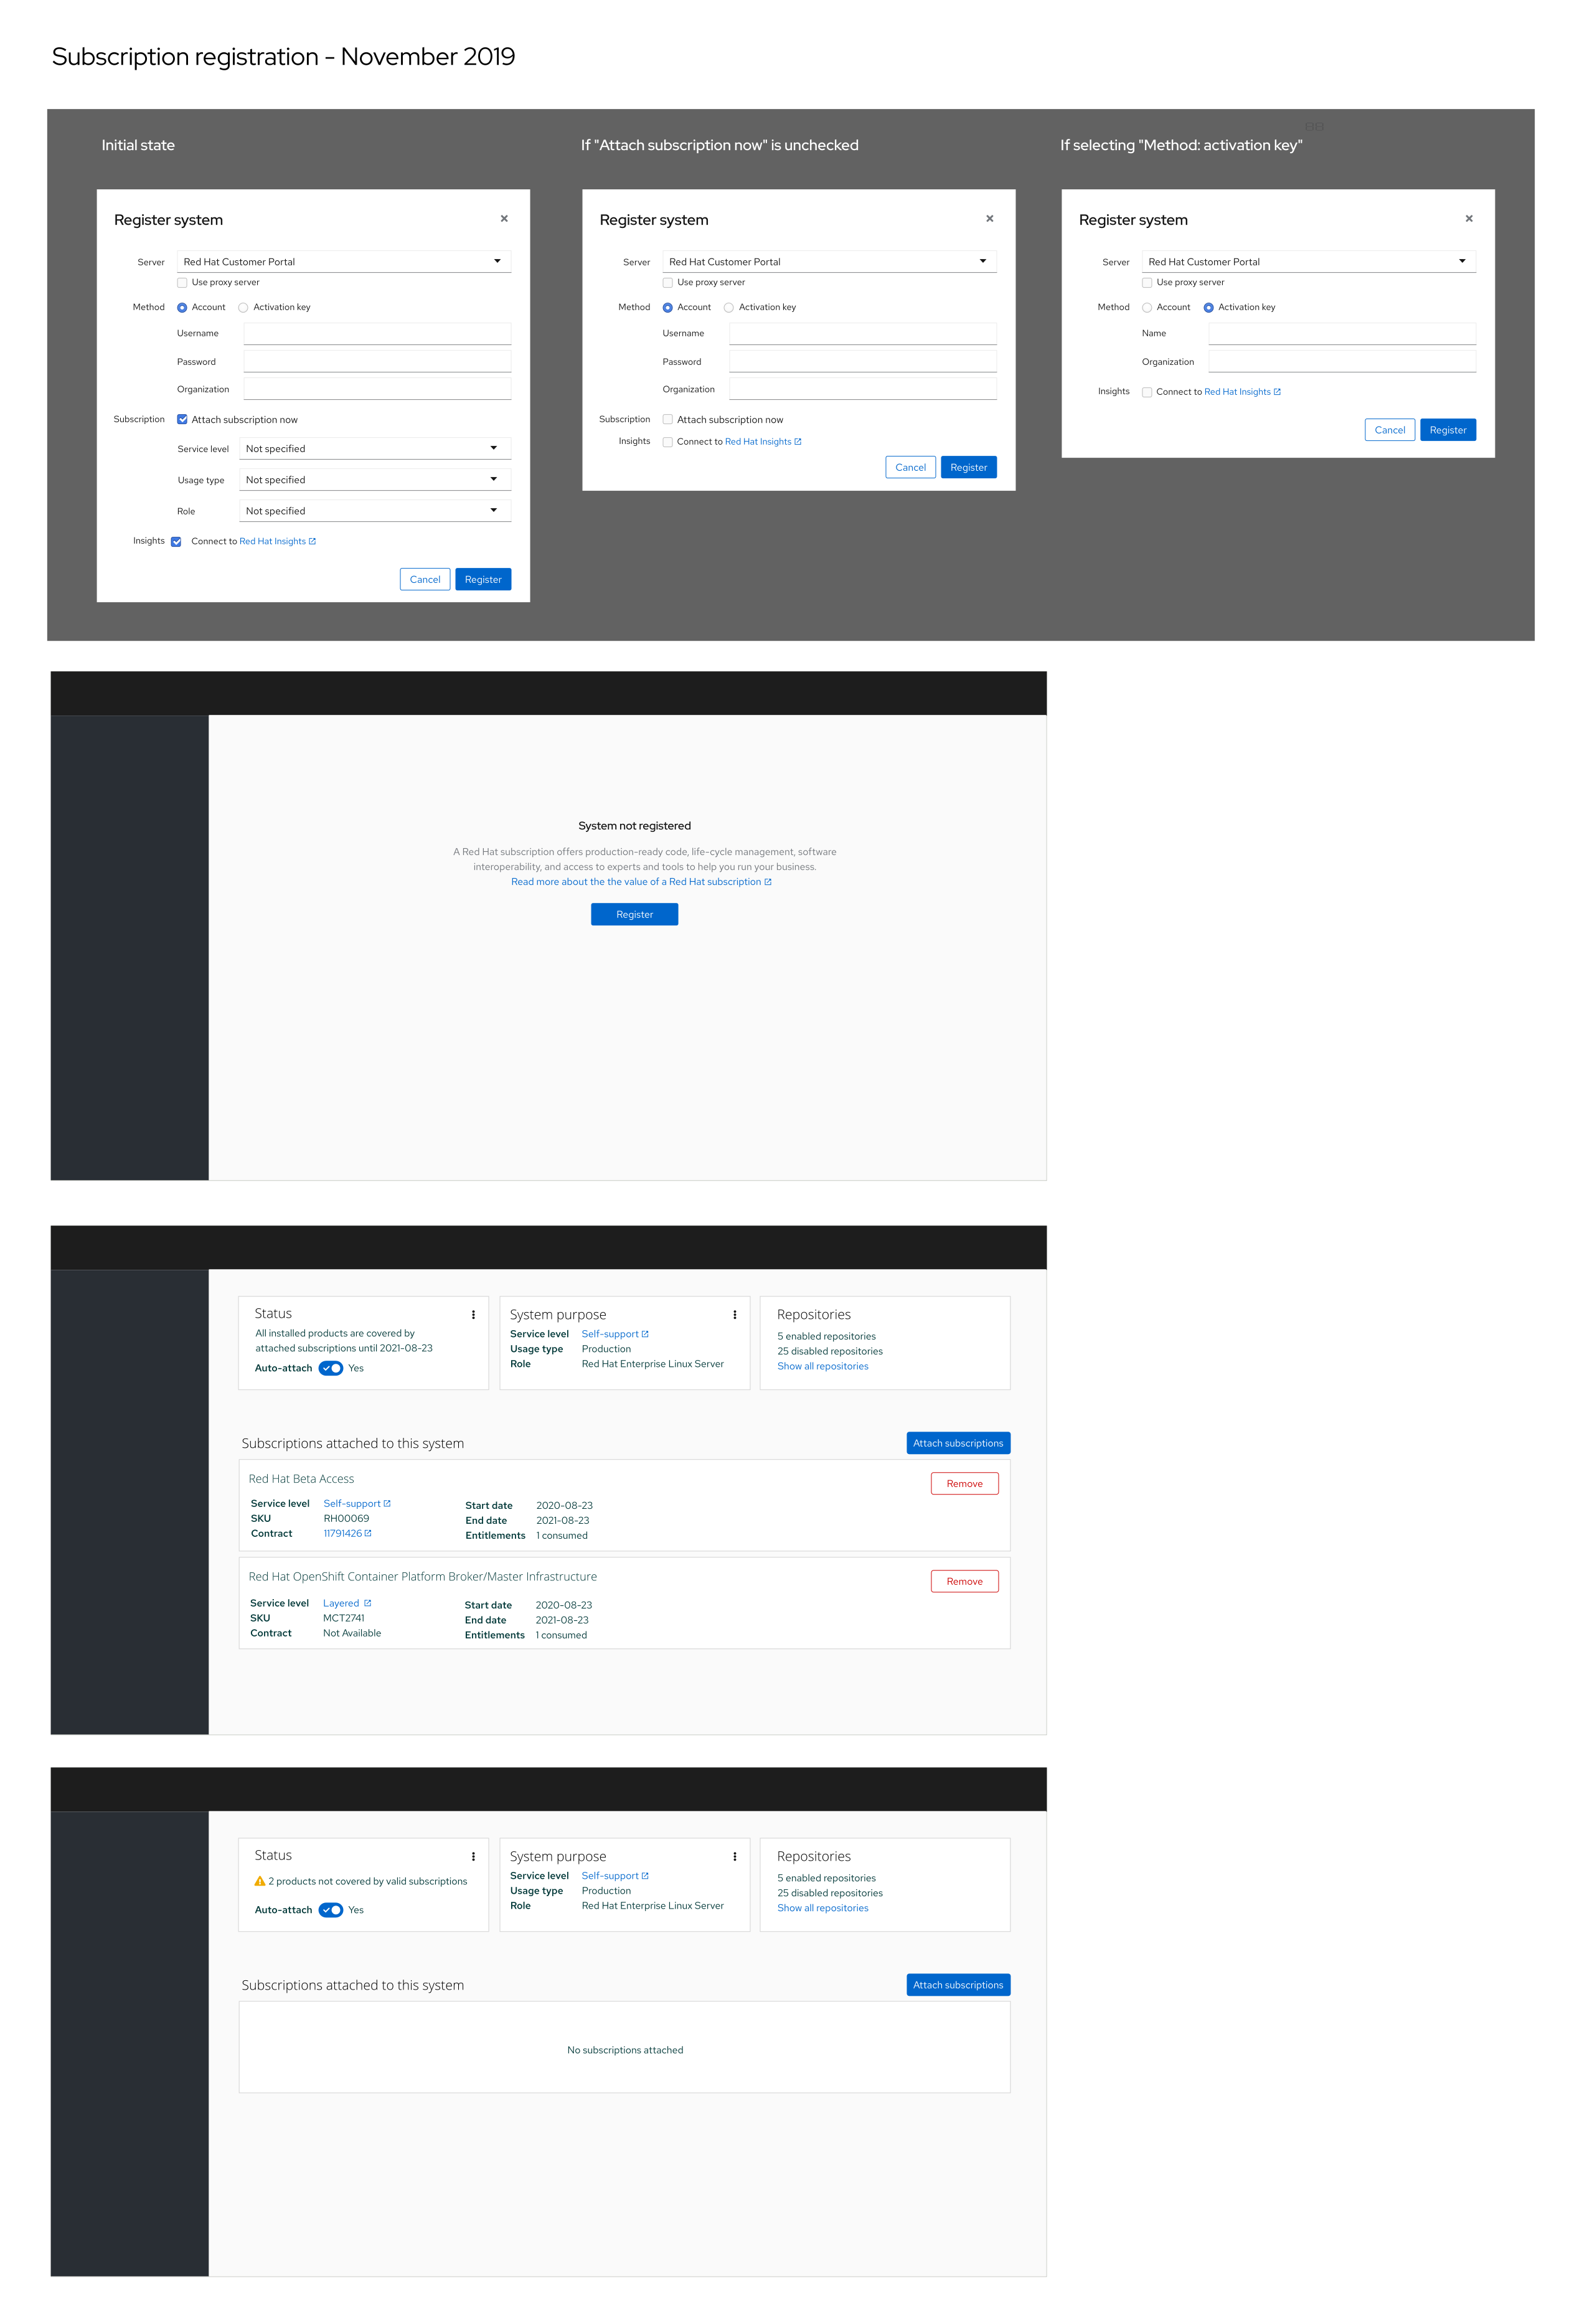 Subscription registration - November 2019
Initial state
If "Attach subscription now" is unchecked
If selecting "Method: activation key"
Register system
Server Red Hat Customer Portal
Use proxy server
Method Account Activation key
Username
Password
Organization
Subscription Attach subscription now
Service level Not specified
Usage type Not specified
Role Not specified
Insights Connect to Red Hat Insights
Cancel Register
Register system
Server Red Hat Customer Portal
Use proxy server
Method Account Activation key
Username
Password
Organization
Subscription Attach subscription now
Insights Connect to Red Hat Insights
Cancel Register
Register system
Server Red Hat Customer Portal
Use proxy server
Method Account Activation key
Name
Organization
Insights Connect to Red Hat Insights
Cancel Register
System not registered
A Red Hat subscription offers production-ready code, life-cycle management, software
interoperability, and access to experts and tools to help you run your business.
Read more about the the value of a Red Hat subscription
Register
Status
All installed products are covered by
attached subscriptions until 2021-08-23
Auto-attach Yes
System purpose
Service level Self-support
Usage type Production
Role Red Hat Enterprise Linux Server
Repositories
5 enabled repositories
25 disabled repositories
Show all repositories
Subscriptions attached to this system
Attach subscriptions
Red Hat Beta Access
Remove
Service level Self-support
SKU RH00069
Contract 11791426
Start date 2020-08-23
End date 2021-08-23
Entitlements 1 consumed
Red Hat OpenShift Container Platform Broker/Master Infrastructure
Remove
Service level Layered
SKU MCT2741
Contract Not Available
Start date 2020-08-23
End date 2021-08-23
Entitlements 1 consumed
Status
2 products not covered by valid subscriptions
Auto-attach Yes
System purpose
Service level Self-support
Usage type Production
Role Red Hat Enterprise Linux Server
Repositories
5 enabled repositories
25 disabled repositories
Show all repositories
Subscriptions attached to this system
Attach subscriptions
No subscriptions attached